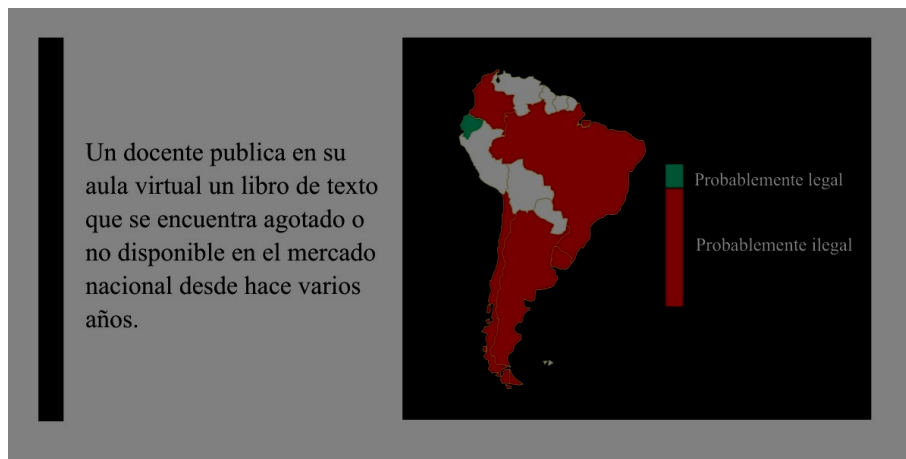 Un docente publica en su
aula virtual un libro de texto
que se encuentra agotado o
no disponible en el mercado
nacional desde hace varios
años.
Probablemente legal
Probablemente ilegal